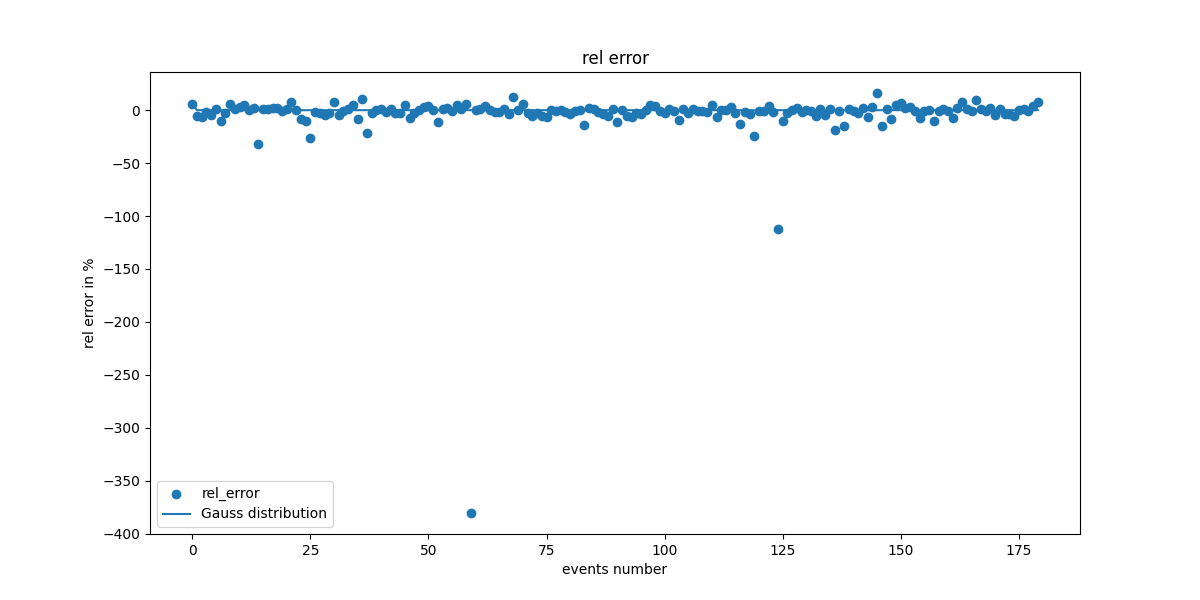 rel error
rel error in %
0
−50
−100
−150
−200
−250
−300
−350
−400
rel_error
Gauss distribution
0 25 50 75 100 125 150 175
events number